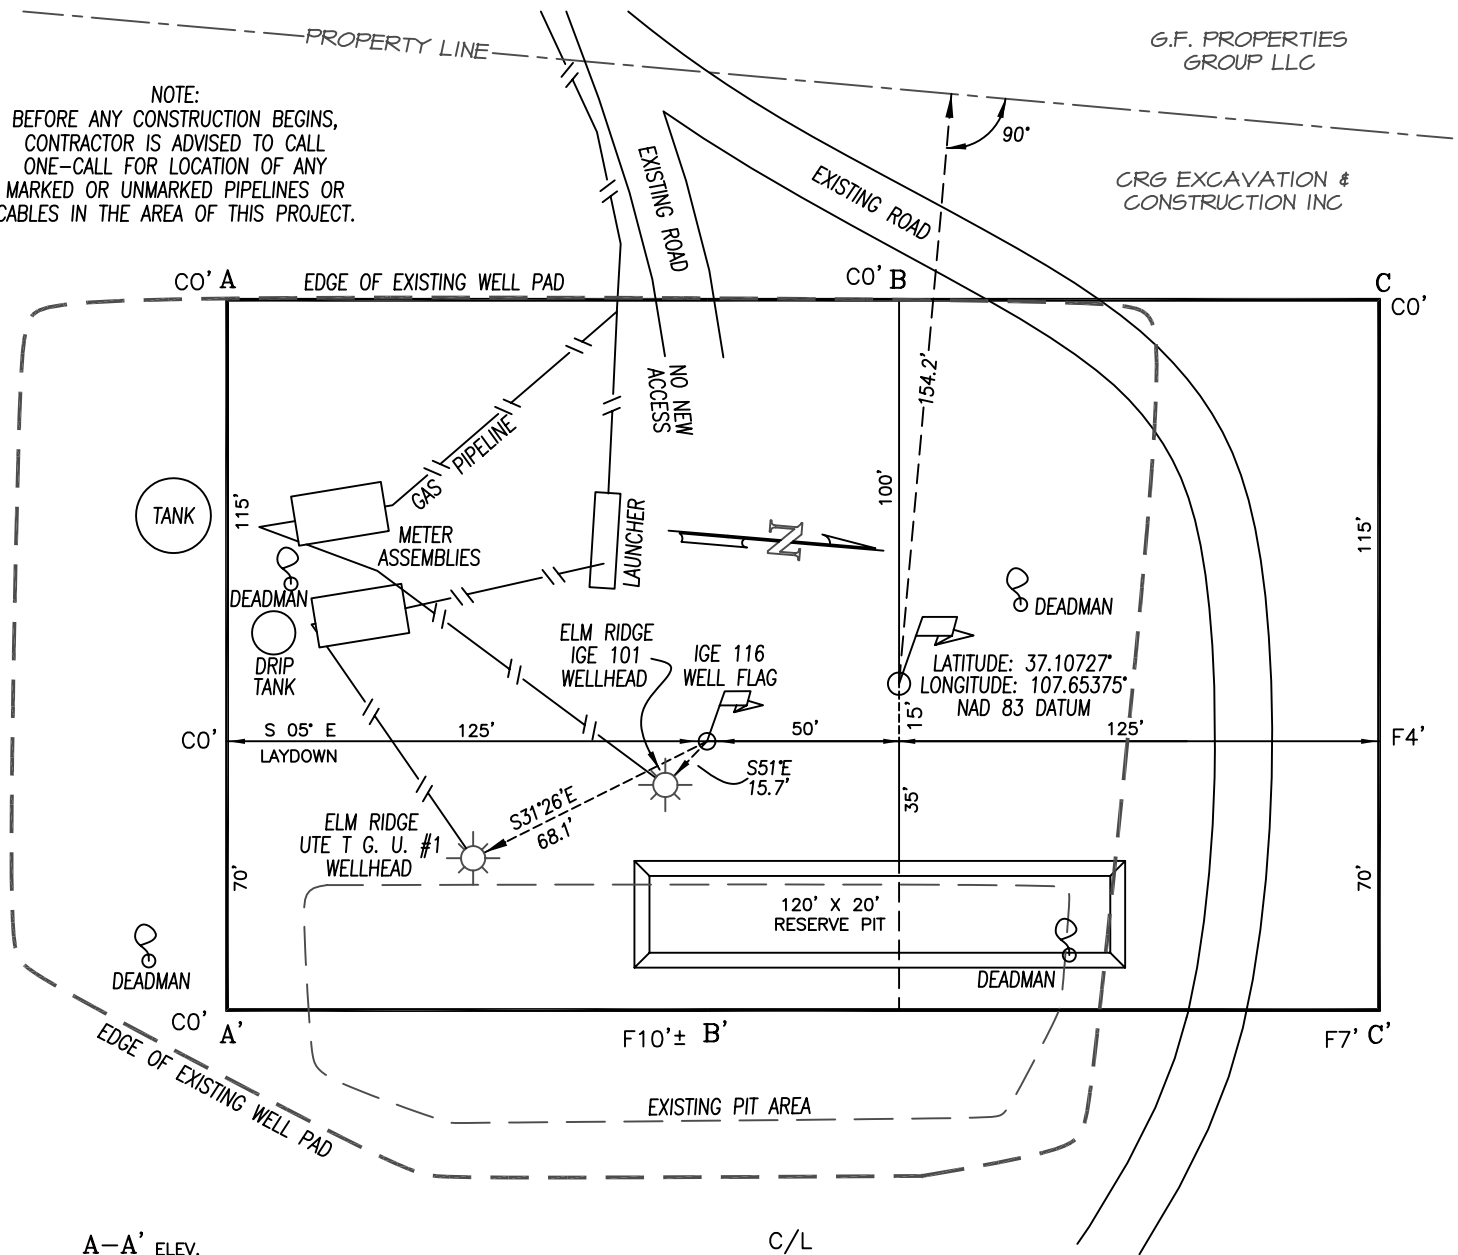 PROPERTY LINE
G.F. PROPERTIES
GROUP LLC
NOTE:
BEFORE ANY CONSTRUCTION BEGINS,
CONTRACTOR IS ADVISED TO CALL
ONE-CALL FOR LOCATION OF ANY
MARKED OR UNMARKED PIPELINES OR
CABLES IN THE AREA OF THIS PROJECT.
90°
EXISTING ROAD
EXISTING ROAD
CRG EXCAVATION &
CONSTRUCTION INC
C0' A
EDGE OF EXISTING WELL PAD
C0' B
C
C0'
154.2'
NO NEW
ACCESS
GAS PIPELINE
100'
TANK
115'
115'
METER
ASSEMBLIES
LAUNCHER
N
DEADMAN
DEADMAN
DRIP
TANK
ELM RIDGE
IGE 101
WELLHEAD
IGE 116
WELL FLAG
LATITUDE: 37.10727°
LONGITUDE: 107.65375°
NAD 83 DATUM
15'
C0'
S 05° E
125'
50'
125'
F4'
LAYDOWN
S51°E
15.7'
S31°26'E
68.1'
35'
ELM RIDGE
UTE T G. U. #1
WELLHEAD
70'
70'
120' X 20'
RESERVE PIT
DEADMAN
DEADMAN
C0'
A'
F10'± B'
F7' C'
EDGE OF EXISTING WELL PAD
EXISTING PIT AREA
A-A' ELEV.
C/L